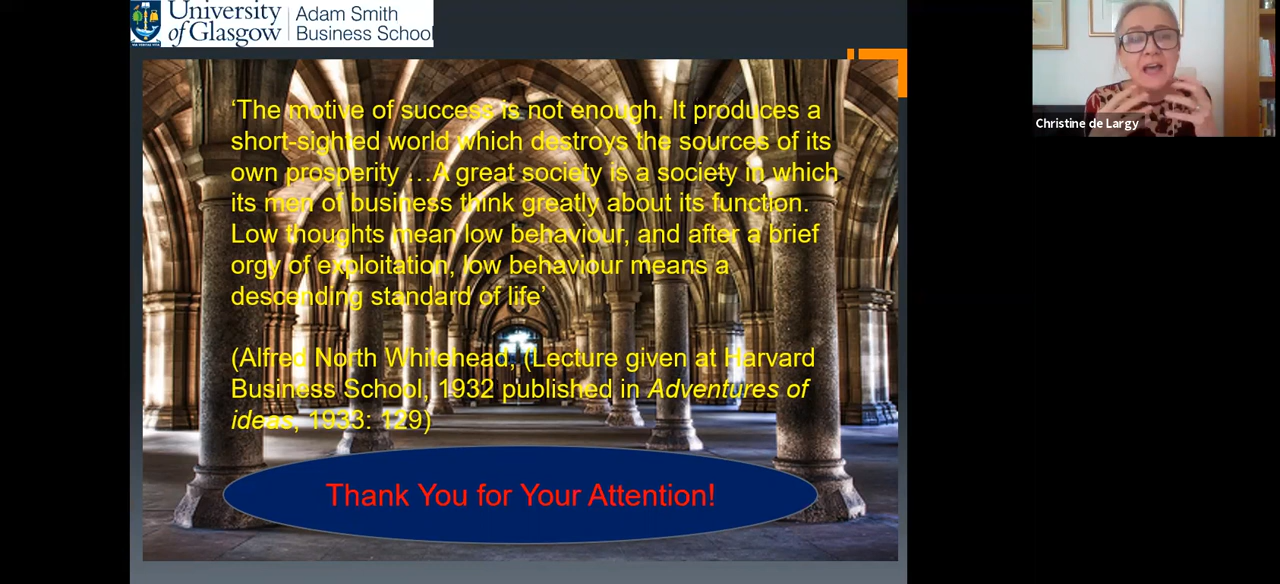 University
of Glasgow
Adam Smith
Business School
‘The motive of success is not enough. It produces a
short-sighted world which destroys the sources of its
own prosperity …A great society is a society in which
its men of business think greatly about its function.
Low thoughts mean low behaviour, and after a brief
orgy of exploitation, low behaviour means a
descending standard of life’
(Alfred North Whitehead, (Lecture given at Harvard
Business School, 1932 published in Adventures of
ideas, 1933: 129)
Thank You for Your Attention!
Christine de Largy